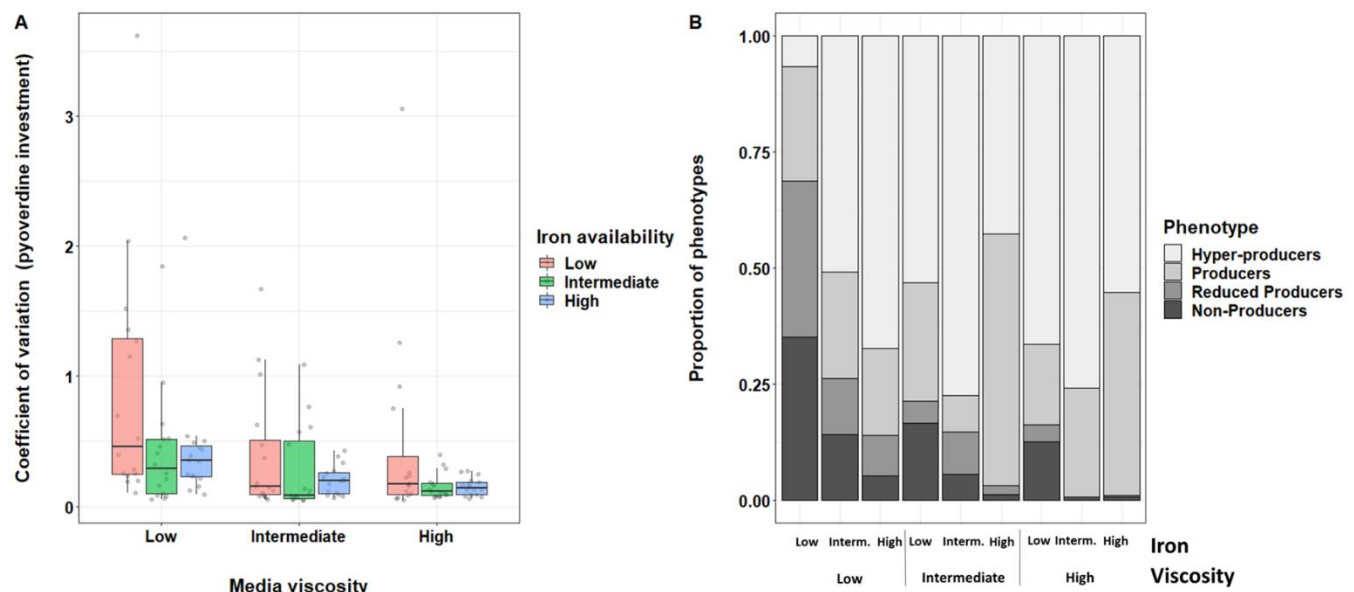 A
Coefficient of variation (pyoverdine investment)
3
2
1
0
Low
Intermediate
High
Media viscosity
Iron availability
Low
Intermediate
High
B
Proportion of phenotypes
1.00
0.75
0.50
0.25
0.00
Low Interm. High Low Interm. High Low Interm. High Iron
Low Intermediate High Viscosity
Phenotype
Hyper-producers
Producers
Reduced Producers
Non-Producers